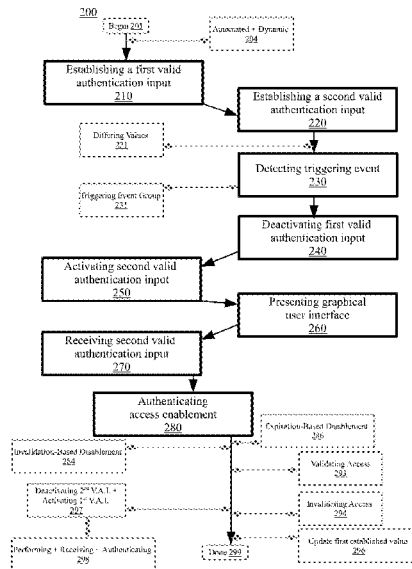 200
Began 201
Automated + Dynamic
204
Establishing a first valid
authentication input
210
Establishing a second valid
authentication input
220
Differing Values
221
Detecting triggering event
230
Triggering Event Group
231
Deactivating first valid
authentication input
240
Activating second valid
authentication input
250
Presenting graphical
user interface
260
Receiving second valid
authentication input
270
Authenticating
access enablement
280
Expiration-Based Disablement
286
Invalidation-Based Disablement
284
Validating Access
293
Deactivating 2nd V.A.I. +
Activating 1st V.A.I.
297
Invalidating Access
294
Performing + Receiving + Authenticating
298
Done 299
Update first established value
296